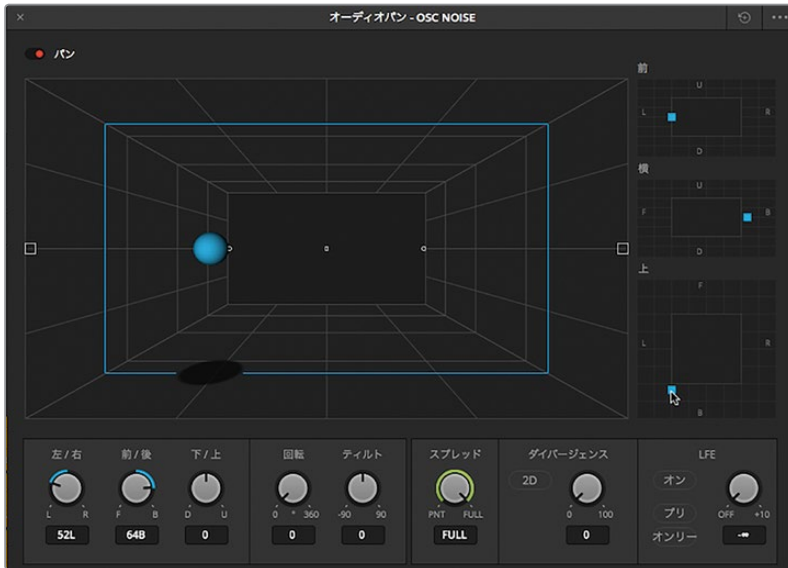 オーディオパン - OSC NOISE
パン
前
U
L R
D
横
U
F B
D
上
F
L R
B
左 / 右 前 / 後 下 / 上 回転 ティルト スプレッド ダイバージェンス LFE
2D オン
プリ
L R F B D U 0 ° 360 -90 90 PNT FULL 0 100 OFF +10
オンリー
52L 64B 0 0 0 FULL 0 -∞